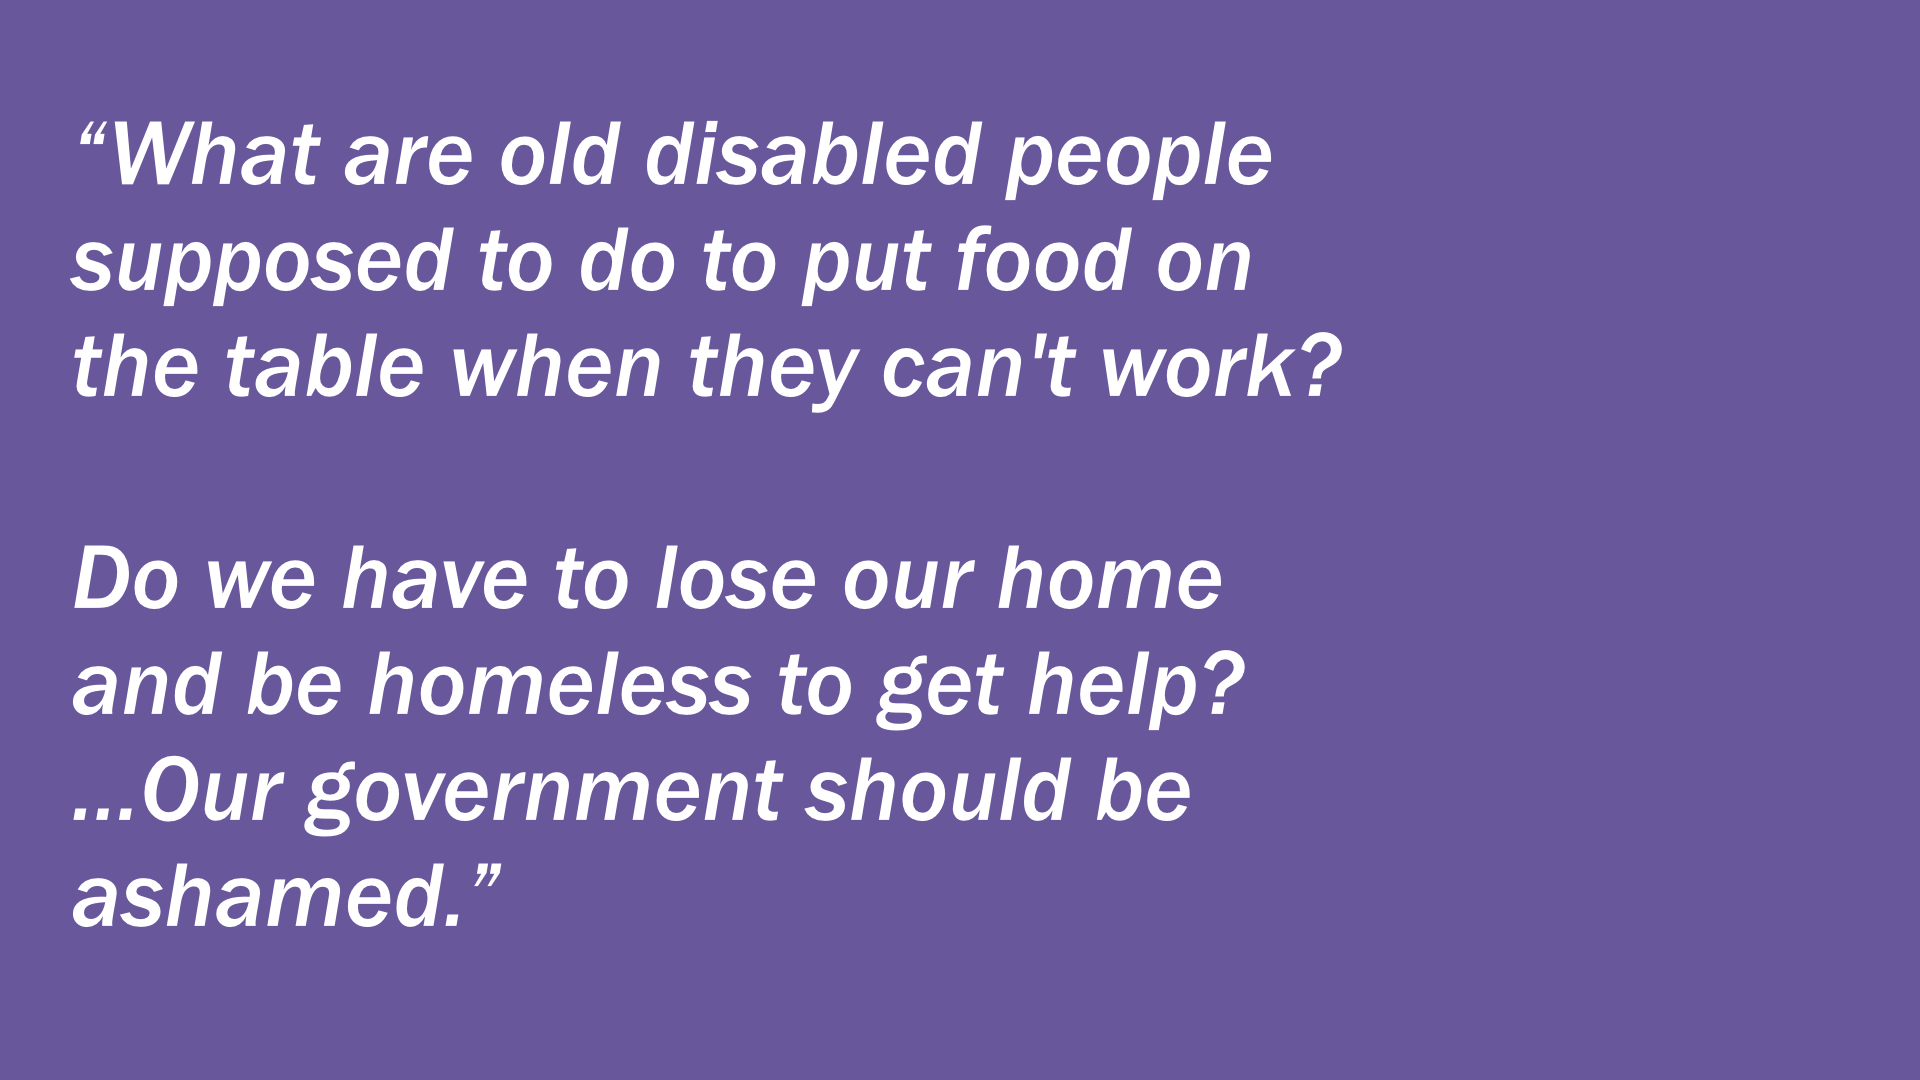 “What are old disabled people
supposed to do to put food on
the table when they can't work?
Do we have to lose our home
and be homeless to get help?
...Our government should be
ashamed.”